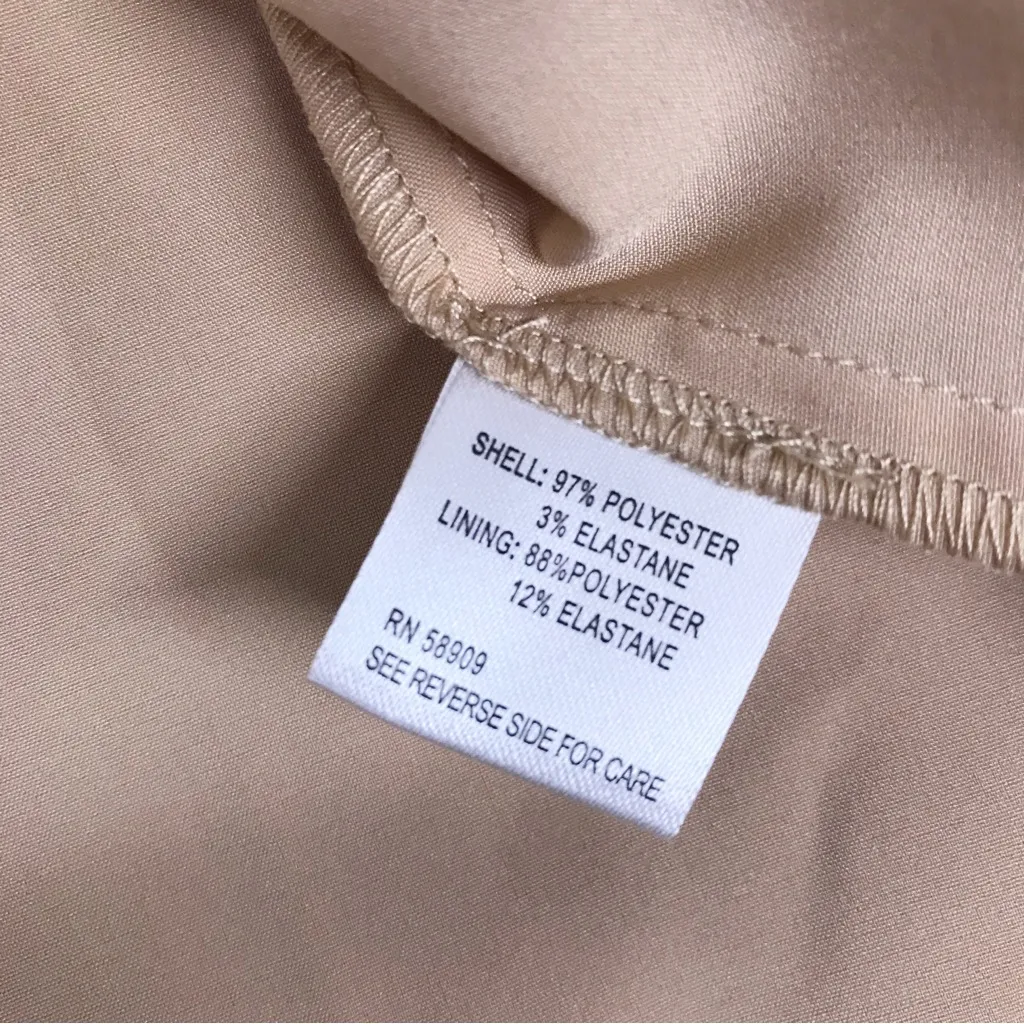 SHELL: 97% POLYESTER
3% ELASTANE
LINING: 88%POLYESTER
12% ELASTANE
RN 58909
SEE REVERSE SIDE FOR CARE